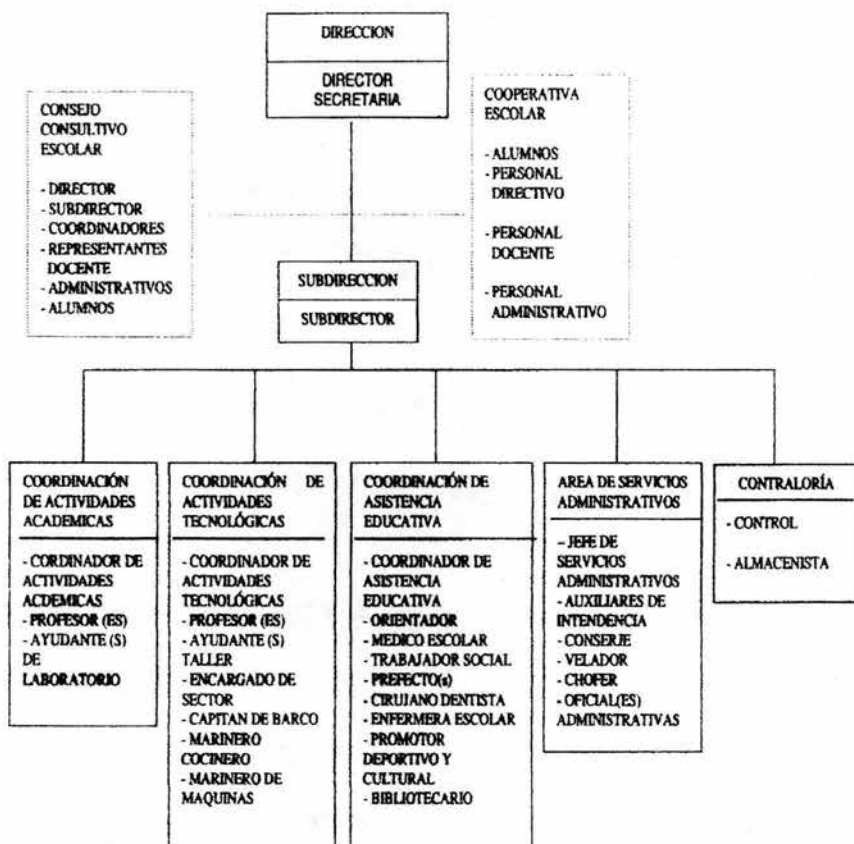 DIRECCION
DIRECTOR
SECRETARIA
CONSEJO
CONSULTIVO
ESCOLAR
- DIRECTOR
- SUBDIRECTOR
- COORDINADORES
- REPRESENTANTES
DOCENTE
- ADMINISTRATIVOS
- ALUMNOS
COOPERATIVA
ESCOLAR
- ALUMNOS
- PERSONAL
DIRECTIVO
- PERSONAL
DOCENTE
- PERSONAL
ADMINISTRATIVO
SUBDIRECCION
SUBDIRECTOR
COORDINACIÓN
DE ACTIVIDADES
ACADEMICAS
- CORDINADOR DE
ACTIVIDADES
ACDEMICAS
- PROFESOR (ES)
- AYUDANTE (S)
DE
LABORATORIO
COORDINACIÓN DE
ACTIVIDADES
TECNOLÓGICAS
- COORDINADOR DE
ACTIVIDADES
TECNOLÓGICAS
- PROFESOR (ES)
- AYUDANTE (S)
TALLER
- ENCARGADO DE
SECTOR
- CAPITAN DE BARCO
- MARINERO
COCINERO
- MARINERO DE
MAQUINAS
COORDINACIÓN DE
ASISTENCIA
EDUCATIVA
- COORDINADOR DE
ASISTENCIA
EDUCATIVA
- ORIENTADOR
- MEDICO ESCOLAR
- TRABAJADOR SOCIAL
- PREFECTO(s)
- CIRUJANO DENTISTA
- ENFERMERA ESCOLAR
- PROMOTOR
DEPORTIVO Y
CULTURAL
- BIBLIOTECARIO
AREA DE SERVICIOS
ADMINISTRATIVOS
- JEFE DE
SERVICIOS
ADMINISTRATIVOS
- AUXILIARES DE
INTENDENCIA
- CONSERJE
- VELADOR
- CHOFER
- OFICIAL(ES)
ADMINISTRATIVAS
CONTRALORÍA
- CONTROL
- ALMACENISTA